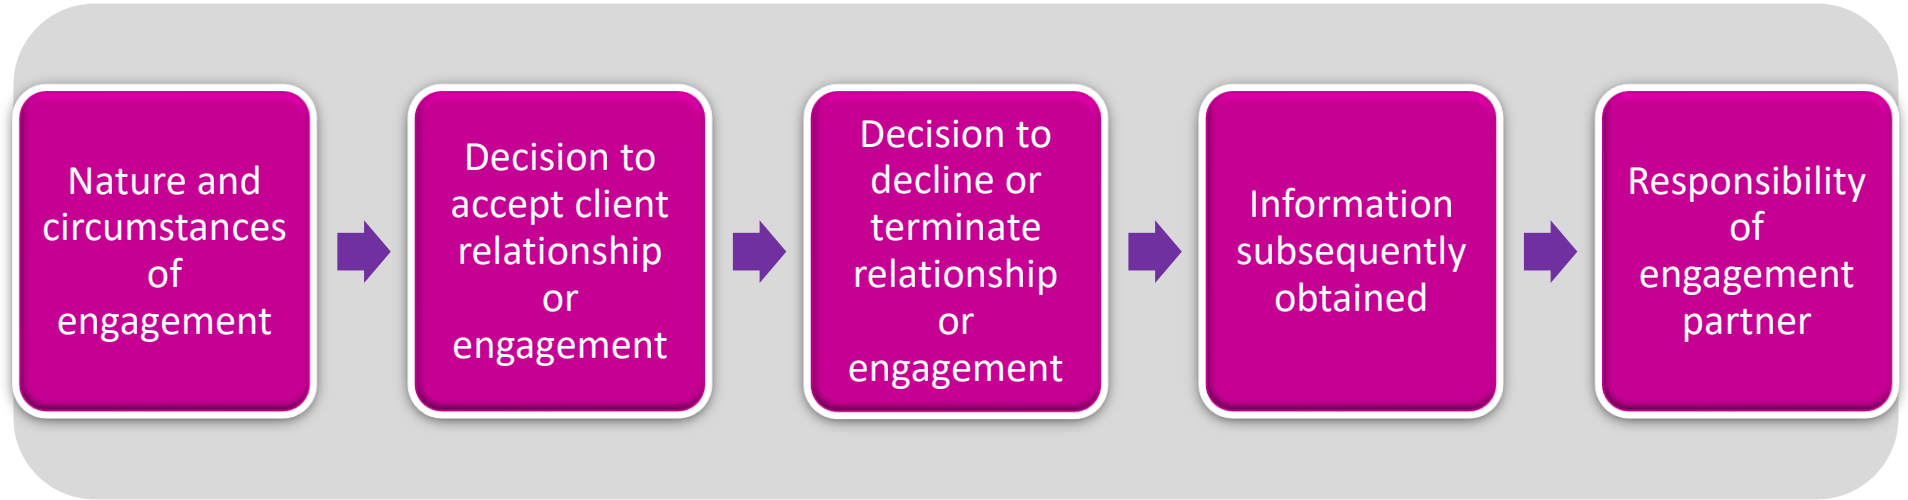 Nature and
circumstances
of
engagement
Decision to
accept client
relationship
or
engagement
Decision to
decline or
terminate
relationship
or
engagement
Information
subsequently
obtained
Responsibility
of
engagement
partner